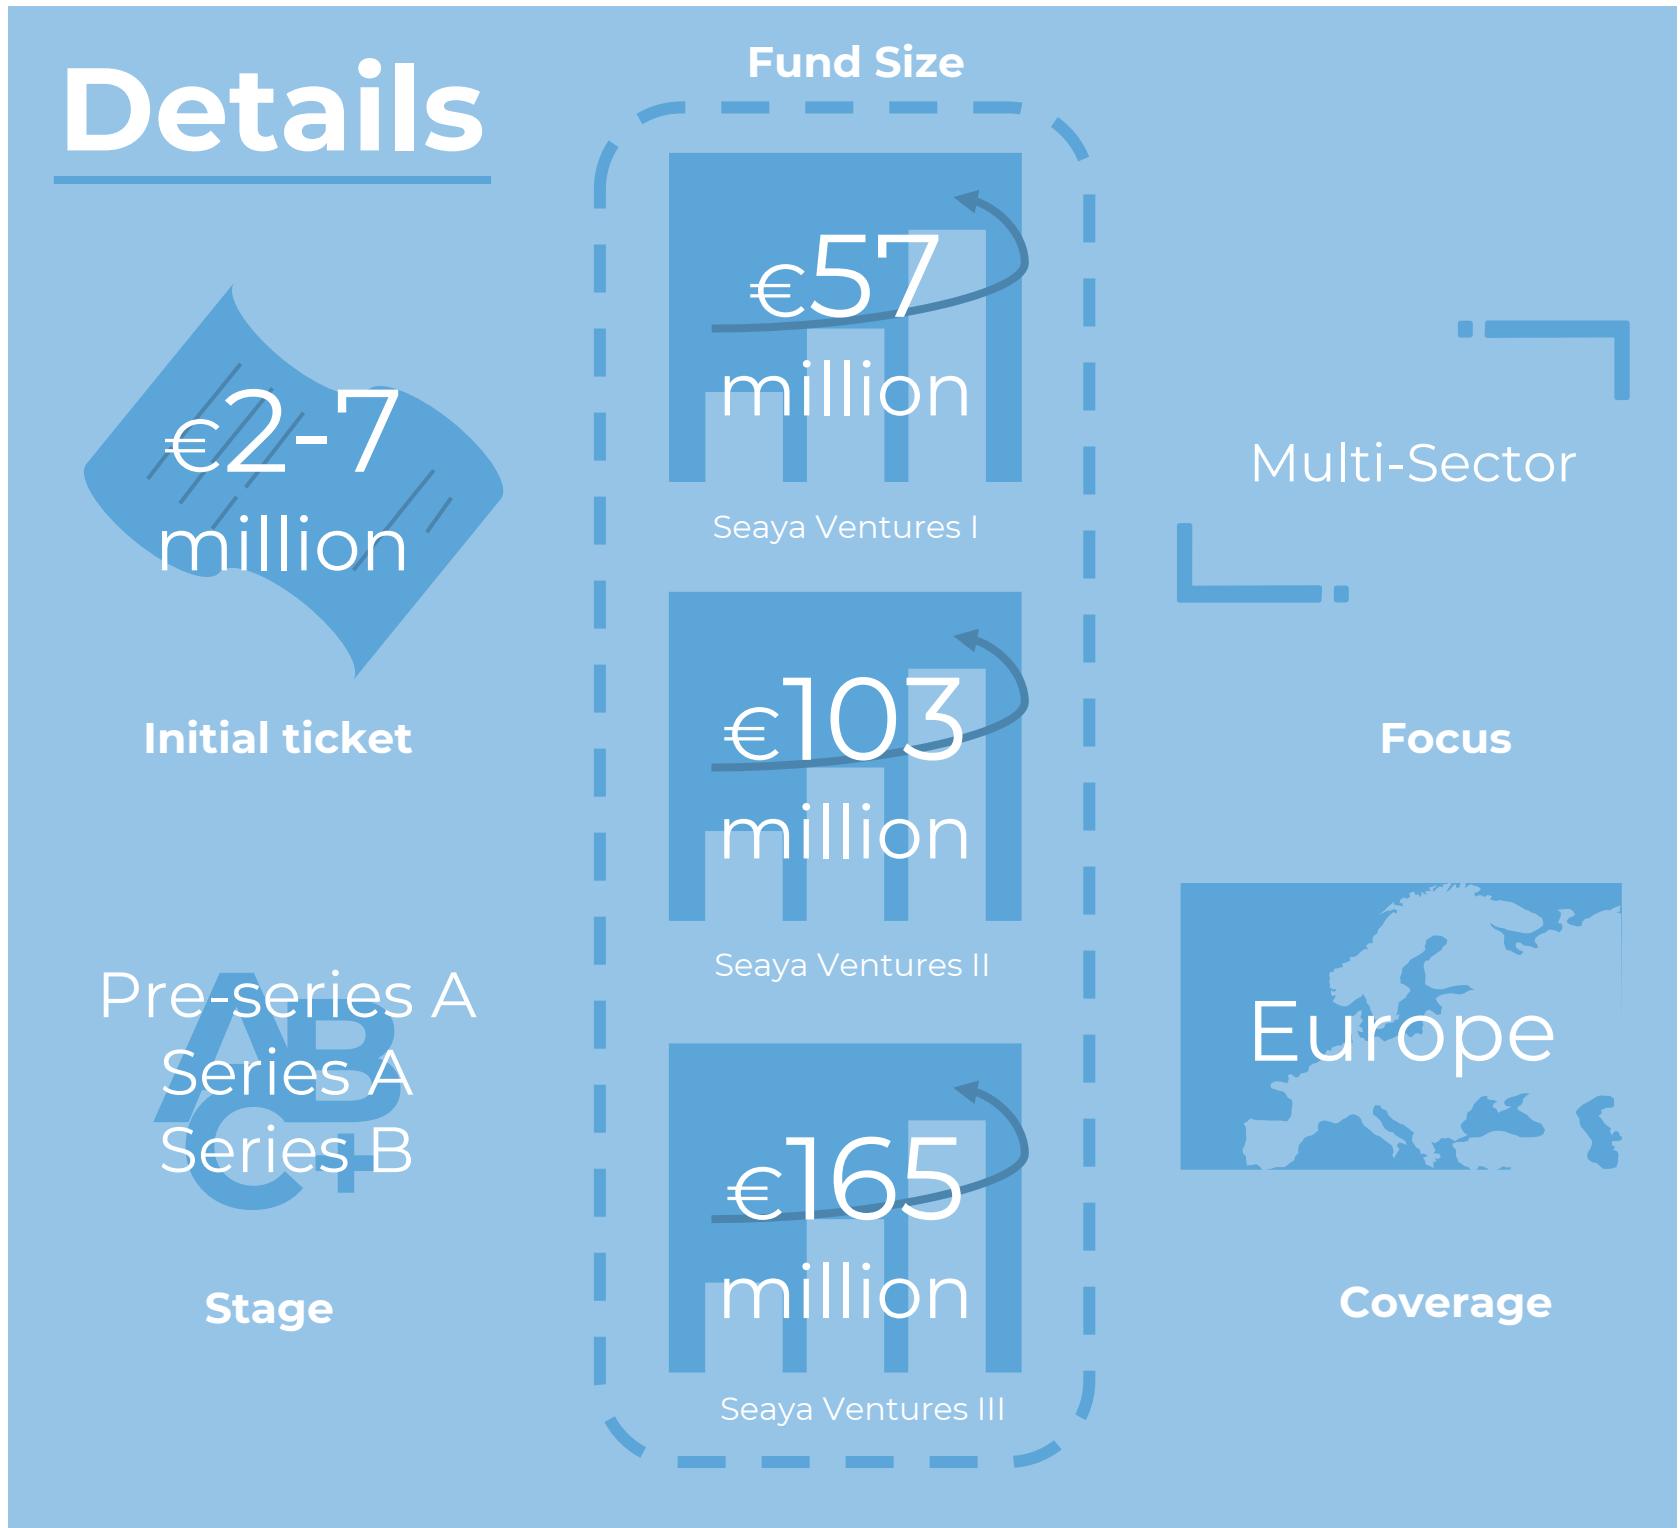 Details
€2-7
million
Initial ticket
Pre-series A
Series A
Series B
Stage
Fund Size
€57
million
Seaya Ventures I
€103
million
Seaya Ventures II
€165
million
Seaya Ventures III
Multi-Sector
Focus
Europe
Coverage